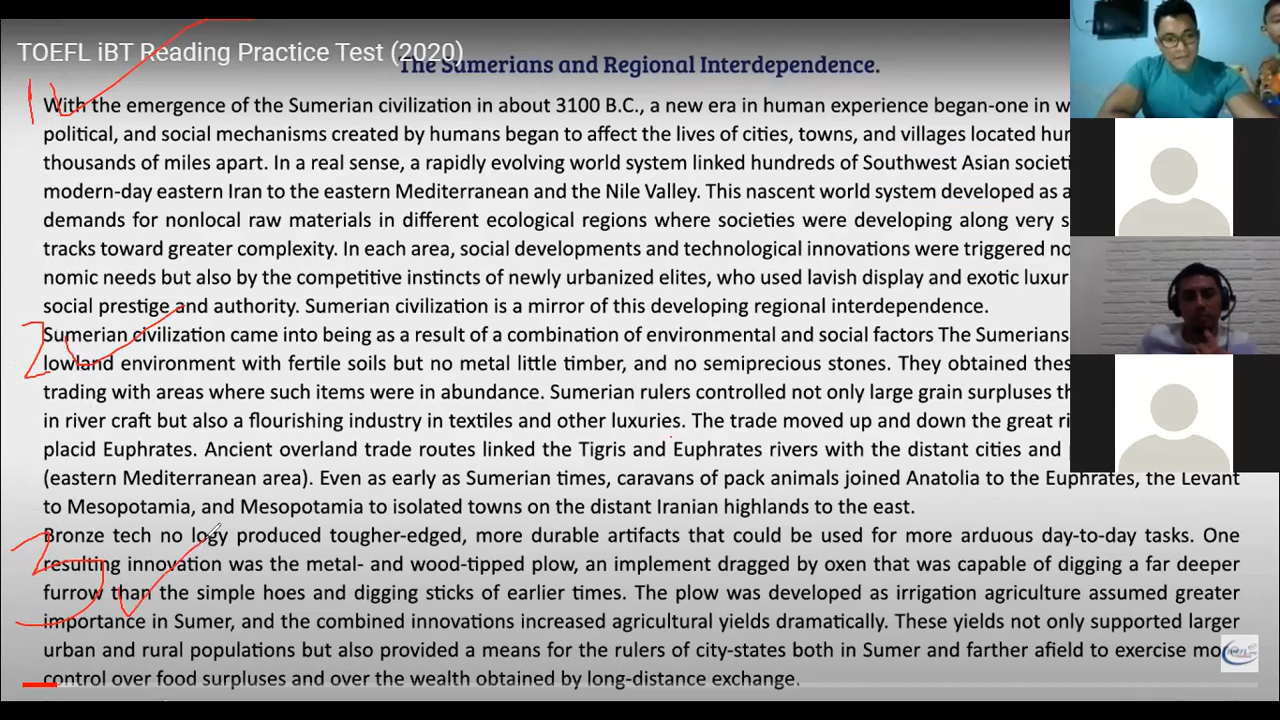 TOEFL iBT Reading Practice Test (2020)
The Sumerians and Regional Interdependence.
1
With the emergence of the Sumerian civilization in about 3100 B.C., a new era in human experience began-one in
political, and social mechanisms created by humans began to affect the lives of cities, towns, and villages located
thousands of miles apart. In a real sense, a rapidly evolving world system linked hundreds of Southwest Asian
modern-day eastern Iran to the eastern Mediterranean and the Nile Valley. This nascent world system developed as a
demands for nonlocal raw materials in different ecological regions where societies were developing along very
tracks toward greater complexity. In each area, social developments and technological innovations were triggered
nomic needs but also by the competitive instincts of newly urbanized elites, who used lavish display and exotic
social prestige and authority. Sumerian civilization is a mirror of this developing regional interdependence.
2
Sumerian civilization came into being as a result of a combination of environmental and social factors The Sumerians
lowland environment with fertile soils but no metal little timber, and no semiprecious stones. They obtained
trading with areas where such items were in abundance. Sumerian rulers controlled not only large grain surpluses
in river craft but also a flourishing industry in textiles and other luxuries. The trade moved up and down the great
placid Euphrates. Ancient overland trade routes linked the Tigris and Euphrates rivers with the distant cities and
(eastern Mediterranean area). Even as early as Sumerian times, caravans of pack animals joined Anatolia to the Euphrates, the Levant
to Mesopotamia, and Mesopotamia to isolated towns on the distant Iranian highlands to the east.
3
Bronze tech no logy produced tougher-edged, more durable artifacts that could be used for more arduous day-to-day tasks. One
resulting innovation was the metal- and wood-tipped plow, an implement dragged by oxen that was capable of digging a far deeper
furrow than the simple hoes and digging sticks of earlier times. The plow was developed as irrigation agriculture assumed greater
importance in Sumer, and the combined innovations increased agricultural yields dramatically. These yields not only supported larger
urban and rural populations but also provided a means for the rulers of city-states both in Sumer and farther afield to exercise
control over food surpluses and over the wealth obtained by long-distance exchange.